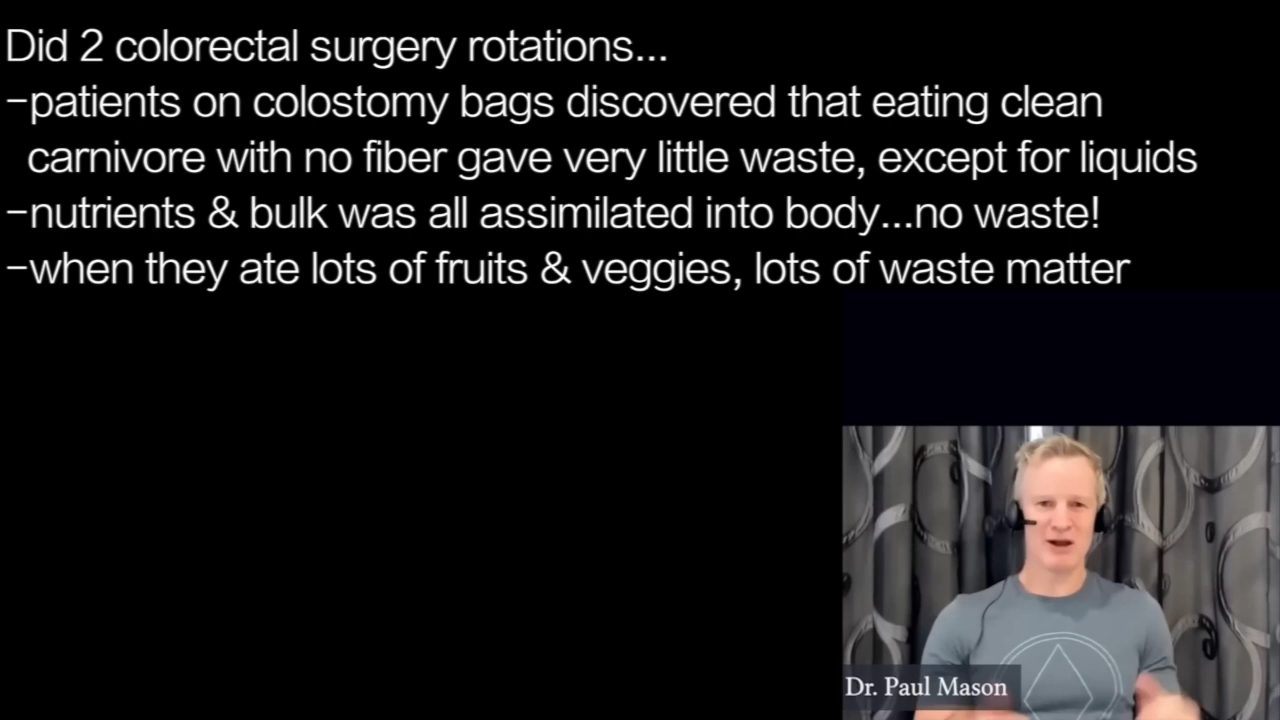 Did 2 colorectal surgery rotations...
-patients on colostomy bags discovered that eating clean
carnivore with no fiber gave very little waste, except for liquids
-nutrients & bulk was all assimilated into body...no waste!
-when they ate lots of fruits & veggies, lots of waste matter
Dr. Paul Mason